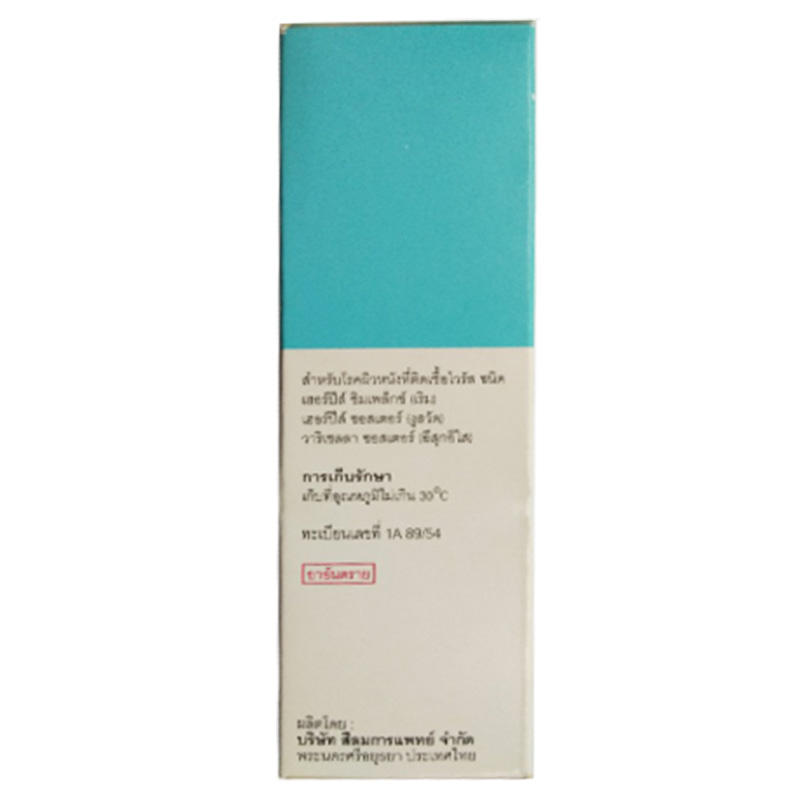 สำหรับโรคผิวหนังที่ติดเชื้อไวรัส ชนิด
เฮอร์ปีส์ ซิมเพล็กซ์ (เริม)
เฮอร์ปีส์ ซอสเตอร์ (งูสวัด)
วาริเซลลา ซอสเตอร์ (อีสุกอีใส)
การเก็บรักษา
เก็บที่อุณหภูมิไม่เกิน 30°C
ทะเบียนเลขที่ 1A 89/54
ยาอันตราย
ผลิตโดย :
บริษัท สีลมการแพทย์ จำกัด
พระนครศรีอยุธยา ประเทศไทย